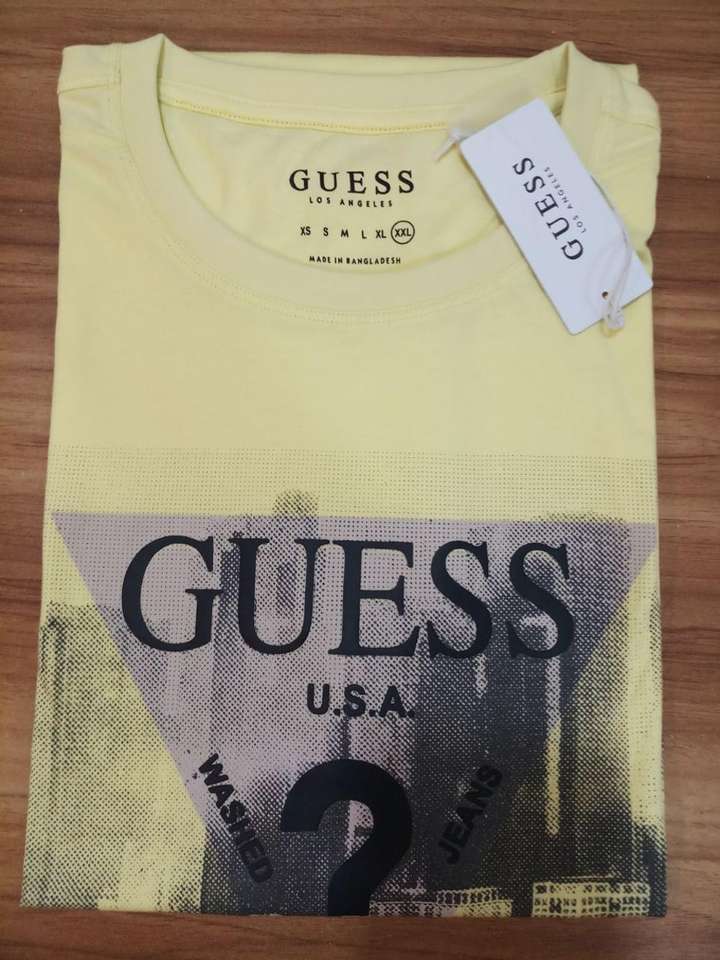 GUESS
LOS ANGELES
XS S M L XL XXL
MADE IN BANGLADESH
GUESS
LOS ANGELES
GUESS
U.S.A.
WASHED
JEANS
?